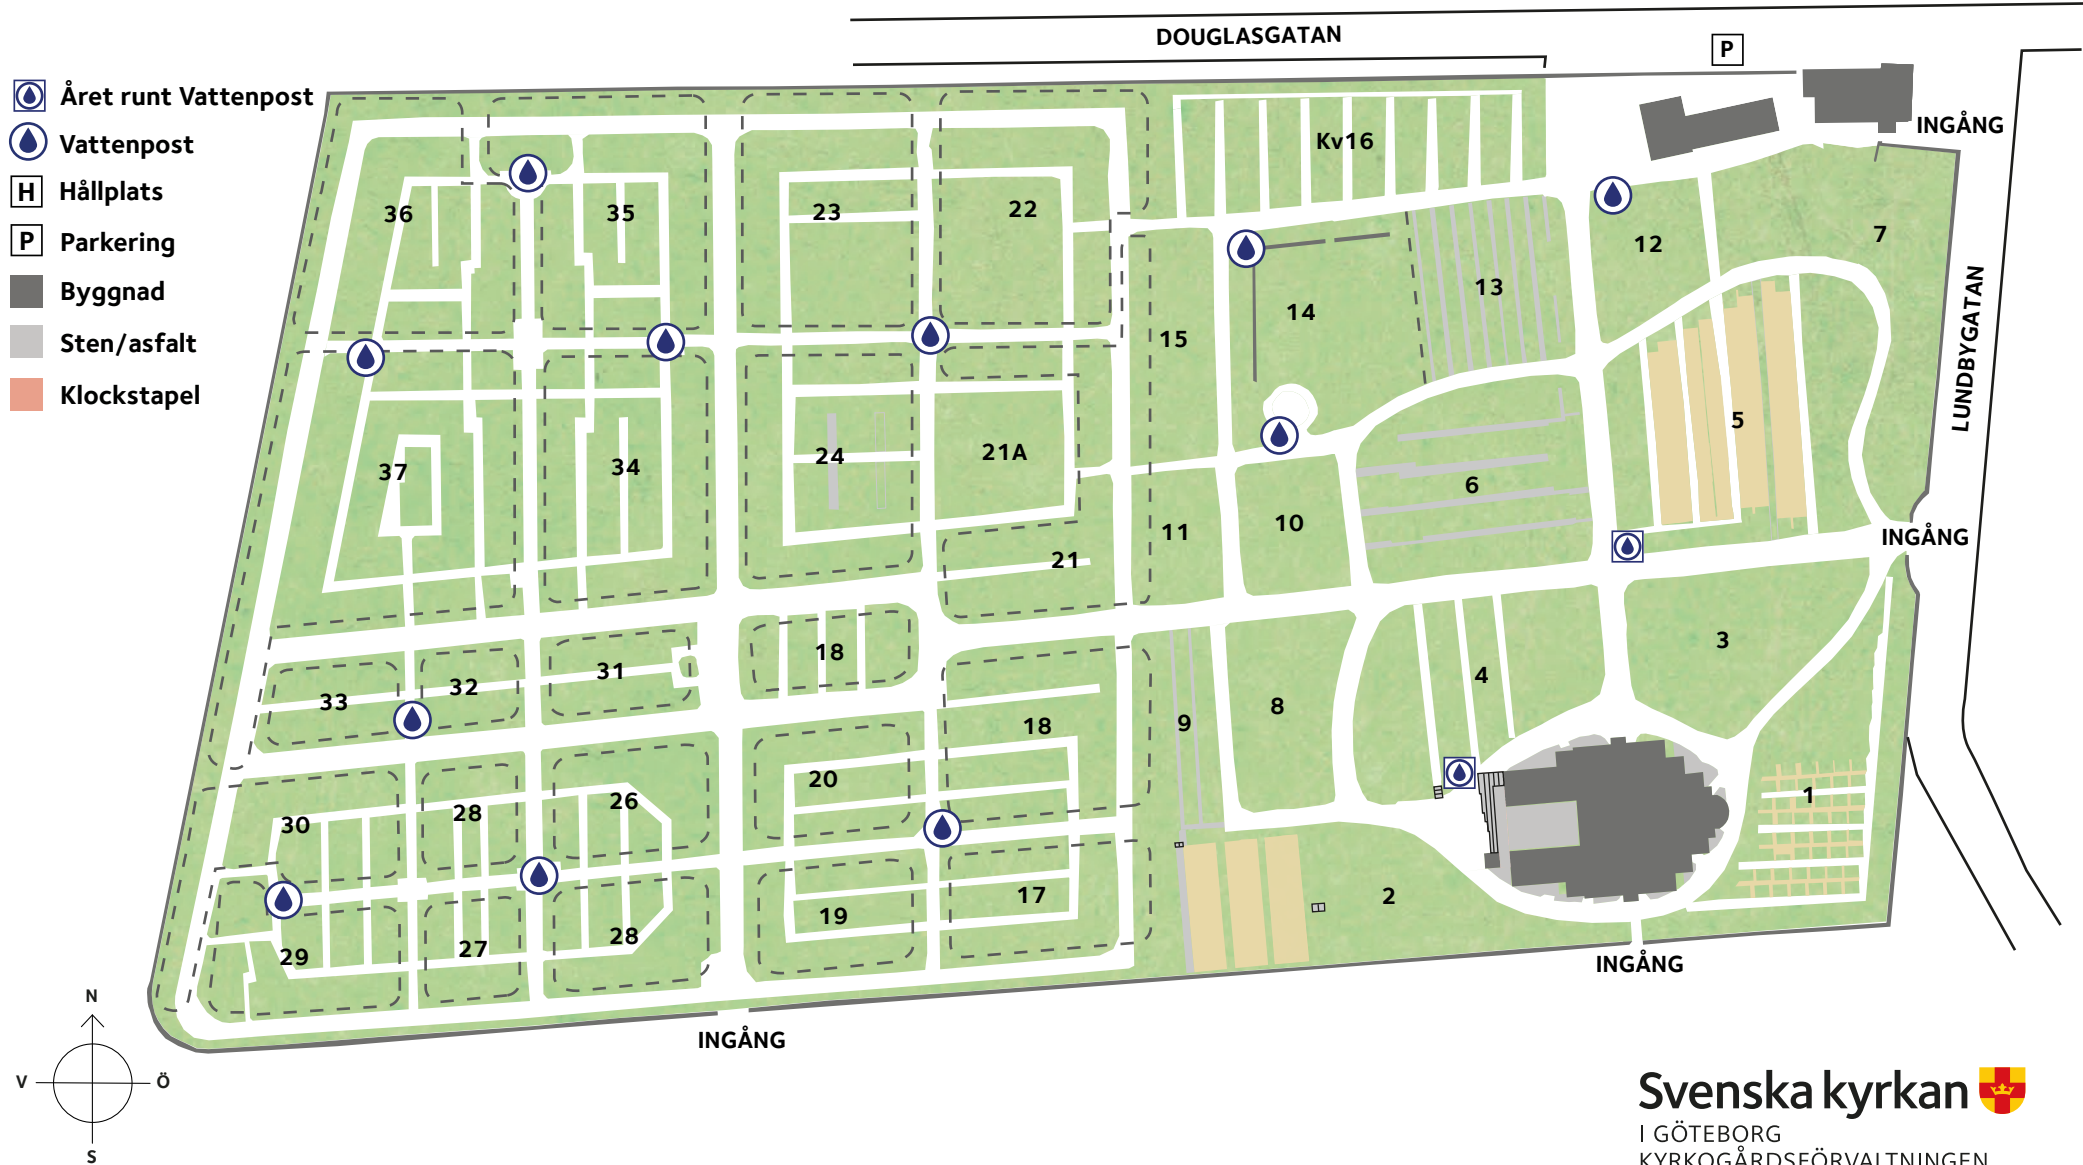 DOUGLASGATAN
P
Året runt Vattenpost
Vattenpost
H Hållplats
P Parkering
Byggnad
Sten/asfalt
Klockstapel
INGÅNG
Kv16
36
35
23
22
12
7
13
14
15
LUNDBYGATAN
5
37
34
24
21A
6
11
10
21
INGÅNG
18
3
33
32
31
4
9
8
18
20
30
28
26
1
2
19
17
29
27
28
INGÅNG
INGÅNG
N
V
Ö
S
Svenska kyrkan
I GÖTEBORG
KYRKOGÅRDSFÖRVALTNINGEN